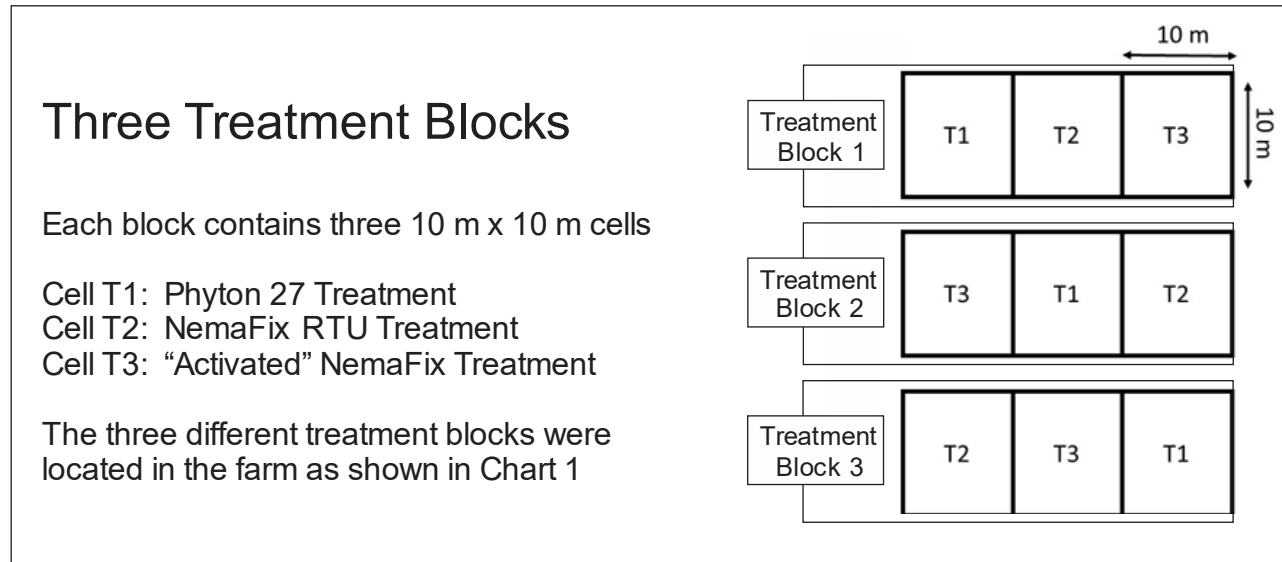 Three Treatment Blocks
Each block contains three 10 m x 10 m cells
Cell T1: Phyton 27 Treatment
Cell T2: NemaFix RTU Treatment
Cell T3: “Activated” NemaFix Treatment
The three different treatment blocks were
located in the farm as shown in Chart 1
10 m
10 m
Treatment
Block 1
T1
T2
T3
Treatment
Block 2
T3
T1
T2
Treatment
Block 3
T2
T3
T1